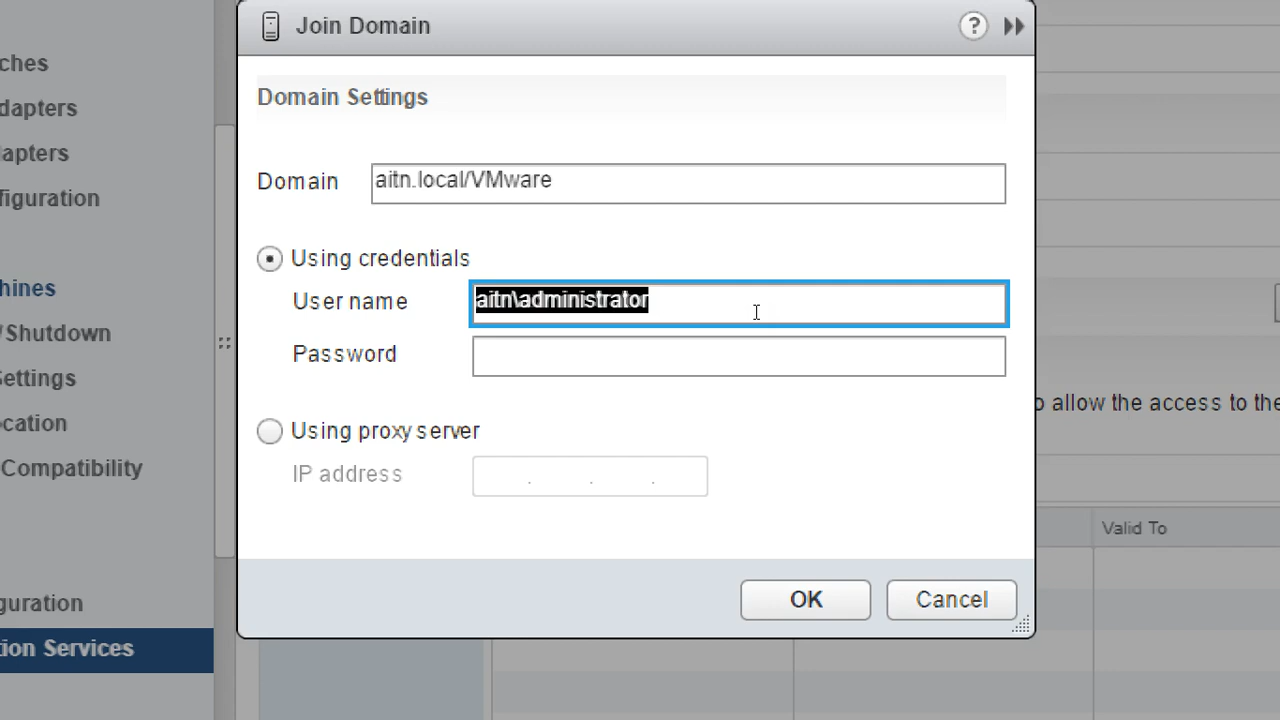 Join Domain
?
Domain Settings
Domain aitn.local/VMware
Using credentials
User name aitn\administrator
Password
Using proxy server
IP address . . .
OK Cancel
ches
dapters
apters
figuration
hines
/Shutdown
Settings
cation
Compatibility
guration
tion Services
o allow the access to the
Valid To